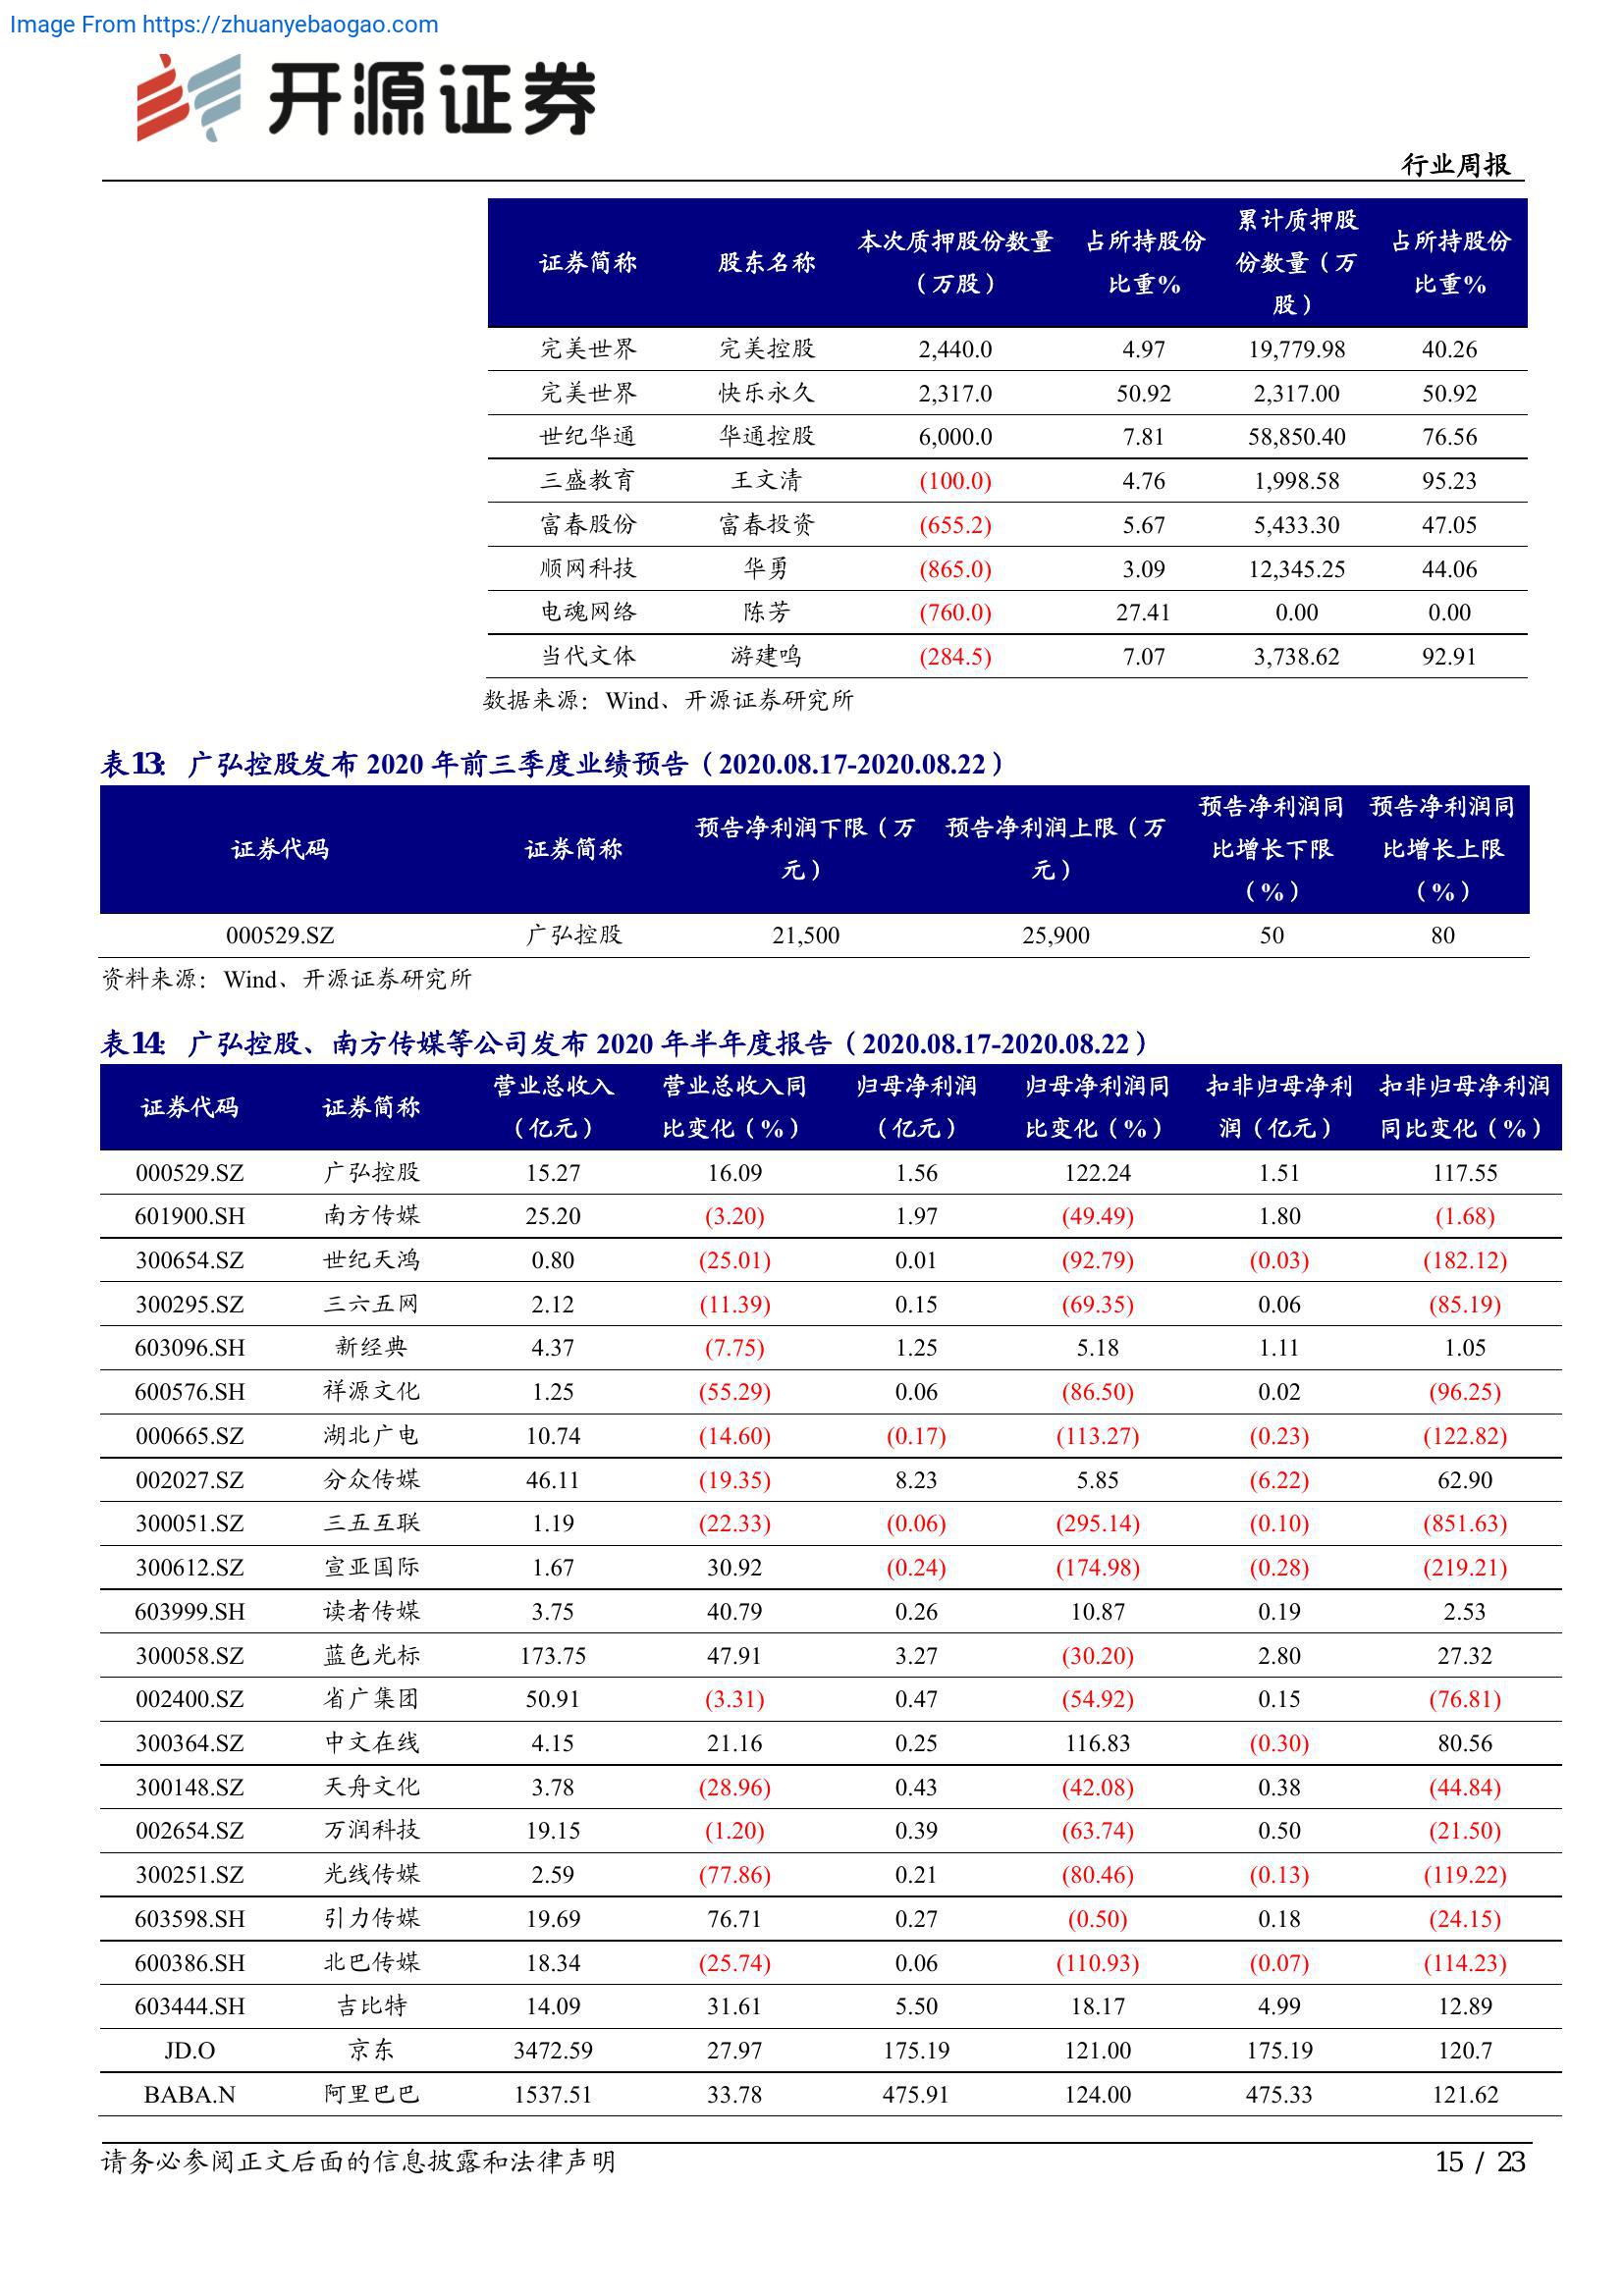 Image From https://zhuanyebaogao.com
开源证券
行业周报
证券简称 股东名称 本次质押股份数量（万股） 占所持股份比重% 累计质押股份数量（万股） 占所持股份比重%
完美世界 完美控股 2,440.0 4.97 19,779.98 40.26
完美世界 快乐永久 2,317.0 50.92 2,317.00 50.92
世纪华通 华通控股 6,000.0 7.81 58,850.40 76.56
三盛教育 王文清 (100.0) 4.76 1,998.58 95.23
富春股份 富春投资 (655.2) 5.67 5,433.30 47.05
顺网科技 华勇 (865.0) 3.09 12,345.25 44.06
电魂网络 陈芳 (760.0) 27.41 0.00 0.00
当代文体 游建鸣 (284.5) 7.07 3,738.62 92.91
数据来源：Wind、开源证券研究所
表13：广弘控股发布 2020 年前三季度业绩预告（2020.08.17-2020.08.22）
证券代码 证券简称 预告净利润下限（万元） 预告净利润上限（万元） 预告净利润同比增长下限（%） 预告净利润同比增长上限（%）
000529.SZ 广弘控股 21,500 25,900 50 80
资料来源：Wind、开源证券研究所
表14：广弘控股、南方传媒等公司发布 2020 年半年度报告（2020.08.17-2020.08.22）
证券代码 证券简称 营业总收入（亿元） 营业总收入同比变化（%） 归母净利润（亿元） 归母净利润同比变化（%） 扣非归母净利润（亿元） 扣非归母净利润同比变化（%）
000529.SZ 广弘控股 15.27 16.09 1.56 122.24 1.51 117.55
601900.SH 南方传媒 25.20 (3.20) 1.97 (49.49) 1.80 (1.68)
300654.SZ 世纪天鸿 0.80 (25.01) 0.01 (92.79) (0.03) (182.12)
300295.SZ 三六五网 2.12 (11.39) 0.15 (69.35) 0.06 (85.19)
603096.SH 新经典 4.37 (7.75) 1.25 5.18 1.11 1.05
600576.SH 祥源文化 1.25 (55.29) 0.06 (86.50) 0.02 (96.25)
000665.SZ 湖北广电 10.74 (14.60) (0.17) (113.27) (0.23) (122.82)
002027.SZ 分众传媒 46.11 (19.35) 8.23 5.85 (6.22) 62.90
300051.SZ 三五互联 1.19 (22.33) (0.06) (295.14) (0.10) (851.63)
300612.SZ 宣亚国际 1.67 30.92 (0.24) (174.98) (0.28) (219.21)
603999.SH 读者传媒 3.75 40.79 0.26 10.87 0.19 2.53
300058.SZ 蓝色光标 173.75 47.91 3.27 (30.20) 2.80 27.32
002400.SZ 省广集团 50.91 (3.31) 0.47 (54.92) 0.15 (76.81)
300364.SZ 中文在线 4.15 21.16 0.25 116.83 (0.30) 80.56
300148.SZ 天舟文化 3.78 (28.96) 0.43 (42.08) 0.38 (44.84)
002654.SZ 万润科技 19.15 (1.20) 0.39 (63.74) 0.50 (21.50)
300251.SZ 光线传媒 2.59 (77.86) 0.21 (80.46) (0.13) (119.22)
603598.SH 引力传媒 19.69 76.71 0.27 (0.50) 0.18 (24.15)
600386.SH 北巴传媒 18.34 (25.74) 0.06 (110.93) (0.07) (114.23)
603444.SH 吉比特 14.09 31.61 5.50 18.17 4.99 12.89
JD.O 京东 3472.59 27.97 175.19 121.00 175.19 120.7
BABA.N 阿里巴巴 1537.51 33.78 475.91 124.00 475.33 121.62
请务必参阅正文后面的信息披露和法律声明
15 / 23